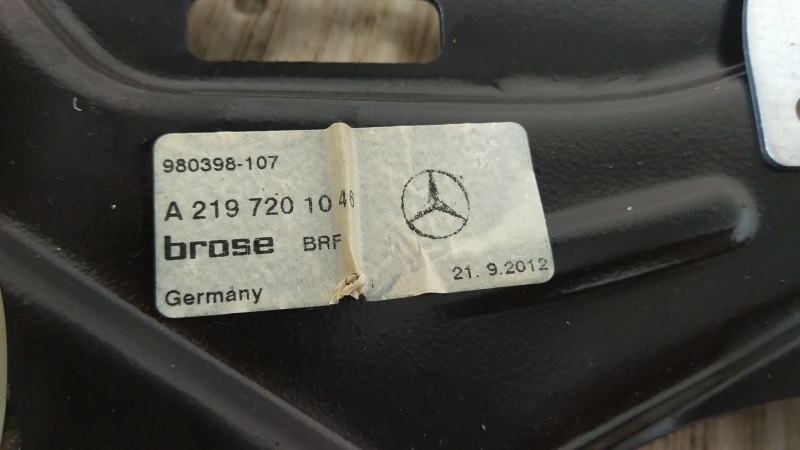 980398-107
A 219 720 10 46
brose BRF
Germany
21. 9.2012